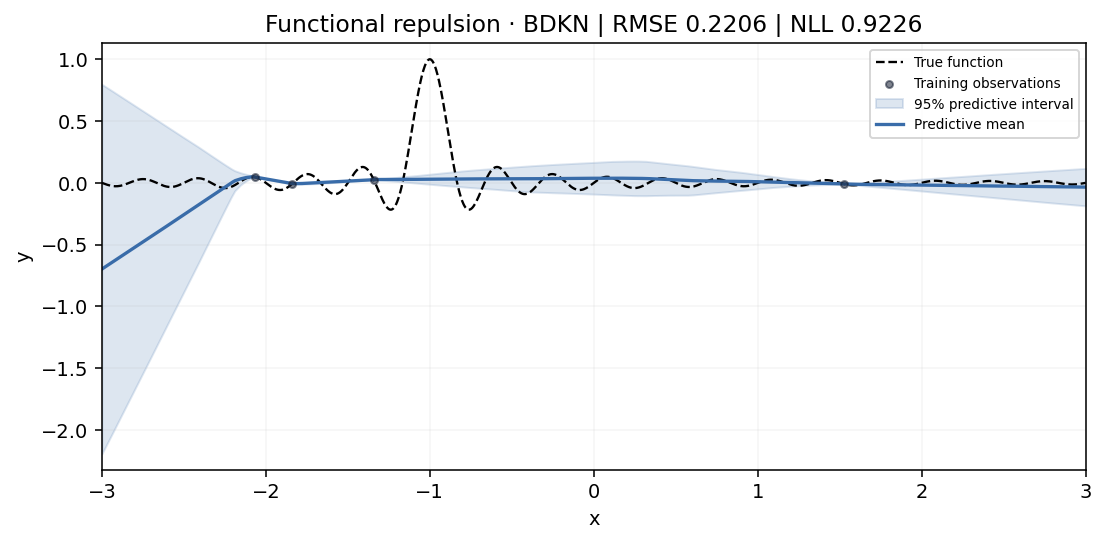 Functional repulsion · BDKN | RMSE 0.2206 | NLL 0.9226
True function
Training observations
95% predictive interval
Predictive mean
1.0
0.5
0.0
−0.5
−1.0
−1.5
−2.0
y
−3
−2
−1
0
1
2
3
x